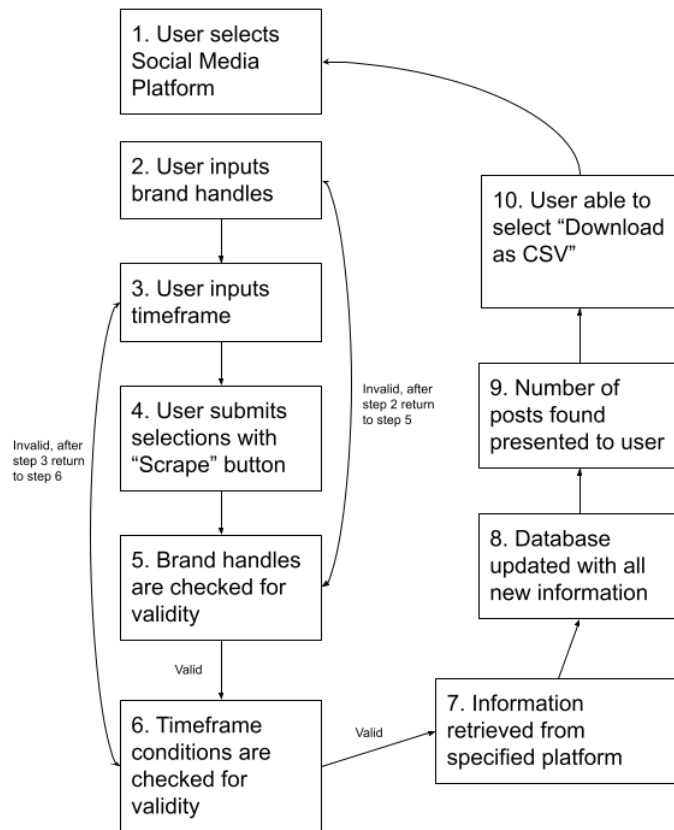 1. User selects
Social Media
Platform
2. User inputs
brand handles
3. User inputs
timeframe
4. User submits
selections with
“Scrape” button
5. Brand handles
are checked for
validity
Valid
6. Timeframe
conditions are
checked for
validity
Invalid, after
step 3 return
to step 6
Invalid, after
step 2 return
to step 5
Valid
7. Information
retrieved from
specified platform
8. Database
updated with all
new information
9. Number of
posts found
presented to user
10. User able to
select “Download
as CSV”